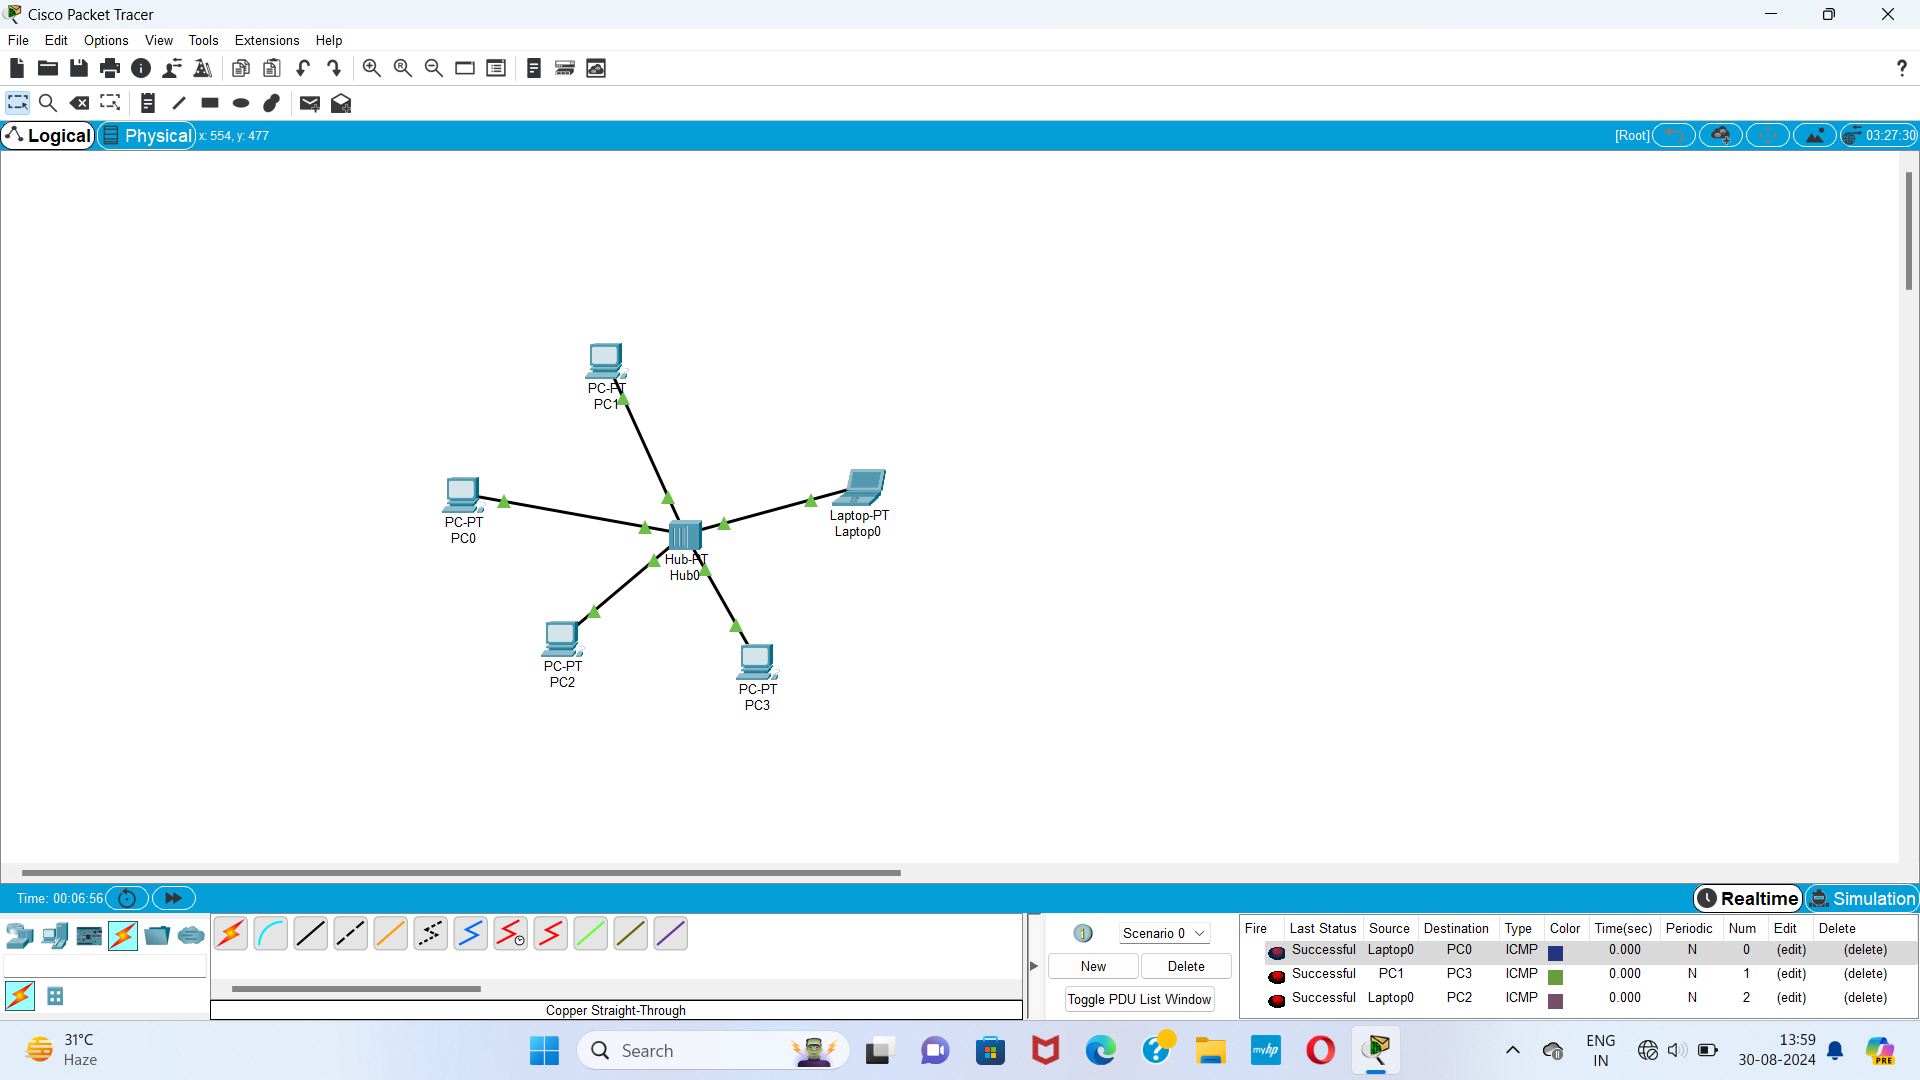 Cisco Packet Tracer
File Edit Options View Tools Extensions Help
?
Logical Physical x: 554, y: 477 [Root] 03:27:30
PC-PT
PC1
PC-PT
PC0
Laptop-PT
Laptop0
Hub-PT
Hub0
PC-PT
PC2
PC-PT
PC3
Time: 00:06:56 Realtime Simulation
Scenario 0
New Delete
Toggle PDU List Window
Copper Straight-Through
Fire Last Status Source Destination Type Color Time(sec) Periodic Num Edit Delete
Successful Laptop0 PC0 ICMP 0.000 N 0 (edit) (delete)
Successful PC1 PC3 ICMP 0.000 N 1 (edit) (delete)
Successful Laptop0 PC2 ICMP 0.000 N 2 (edit) (delete)
31°C
Haze
Search
myhp
ENG
IN
13:59
30-08-2024
PRE